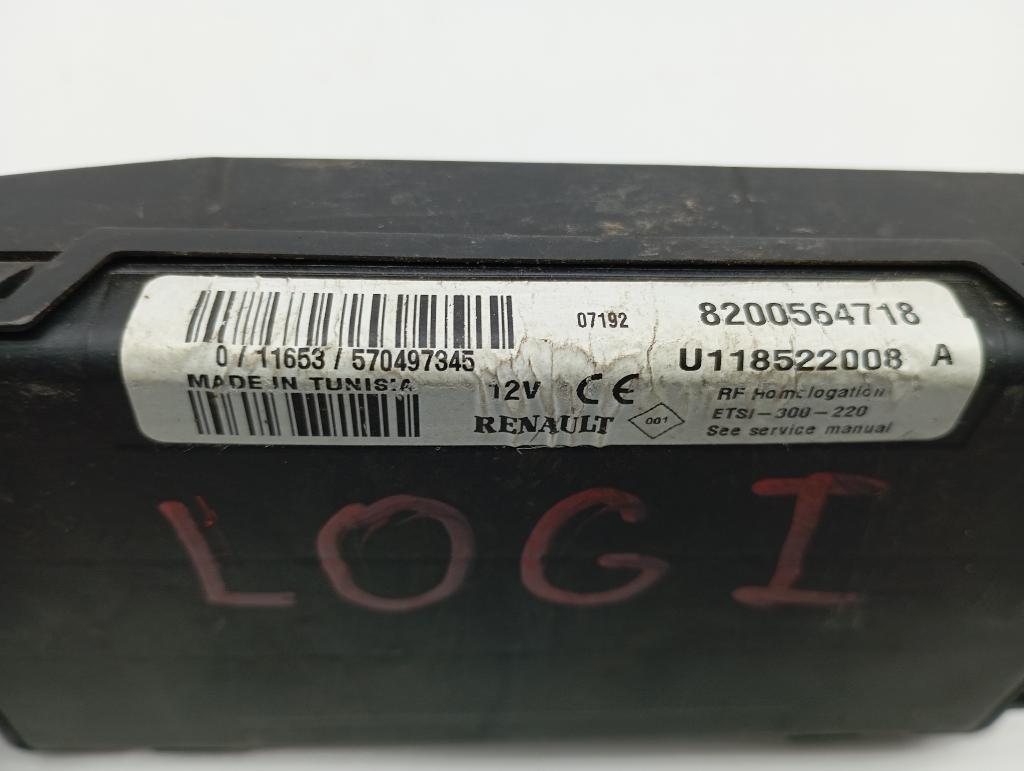 07192 8200564718
0 / 11653 / 570497345 U118522008 A
MADE IN TUNISIA 12V CE RF Homologation
ETSI-300-220
RENAULT 001 See service manual
LOGI